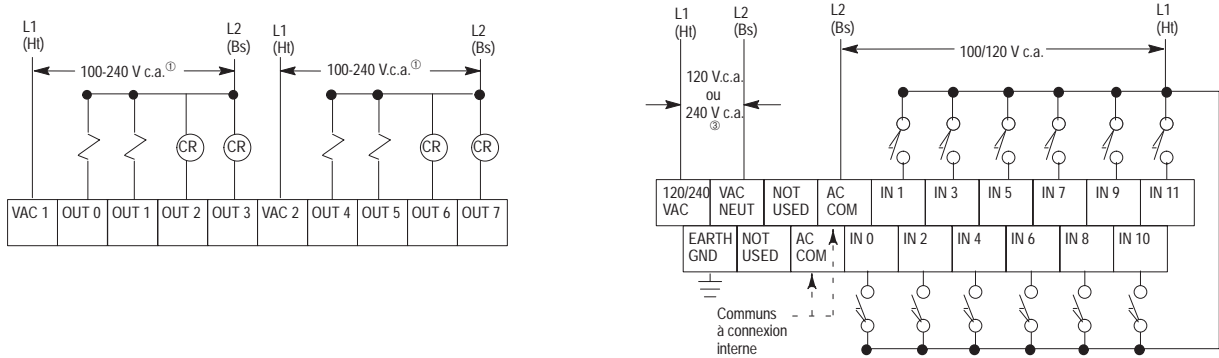 L1
(Ht)
L2
(Bs)
L1
(Ht)
L2
(Bs)
100-240 V c.a.①
100-240 V.c.a.①
CR
CR
CR
CR
VAC 1
OUT 0
OUT 1
OUT 2
OUT 3
VAC 2
OUT 4
OUT 5
OUT 6
OUT 7
L1
(Ht)
L2
(Bs)
L1
(Ht)
100/120 V c.a.
120 V.c.a.
ou
240 V c.a.
③
120/240
VAC
VAC
NEUT
NOT
USED
AC
COM
IN 1
IN 3
IN 5
IN 7
IN 9
IN 11
EARTH
GND
NOT
USED
AC
COM
IN 0
IN 2
IN 4
IN 6
IN 8
IN 10
Communs
à connexion
interne